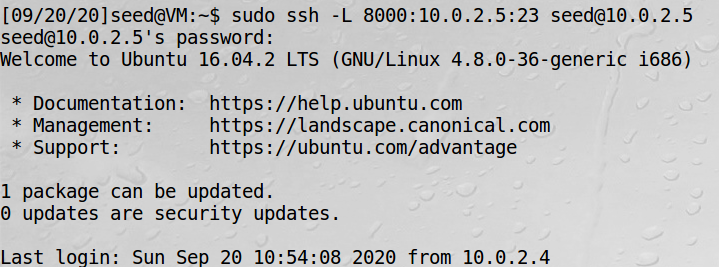 [09/20/20]seed@VM:~$ sudo ssh -L 8000:10.0.2.5:23 seed@10.0.2.5
seed@10.0.2.5's password:
Welcome to Ubuntu 16.04.2 LTS (GNU/Linux 4.8.0-36-generic i686)

 * Documentation:  https://help.ubuntu.com
 * Management:     https://landscape.canonical.com
 * Support:        https://ubuntu.com/advantage

1 package can be updated.
0 updates are security updates.

Last login: Sun Sep 20 10:54:08 2020 from 10.0.2.4